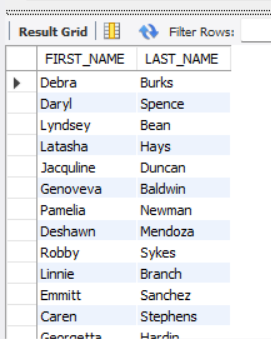 Result Grid Filter Rows:
FIRST_NAME LAST_NAME
Debra Burks
Daryl Spence
Lyndsey Bean
Latasha Hays
Jacquline Duncan
Genoveva Baldwin
Pamelia Newman
Deshawn Mendoza
Robby Sykes
Linnie Branch
Emmitt Sanchez
Caren Stephens
Georgetta Hardin